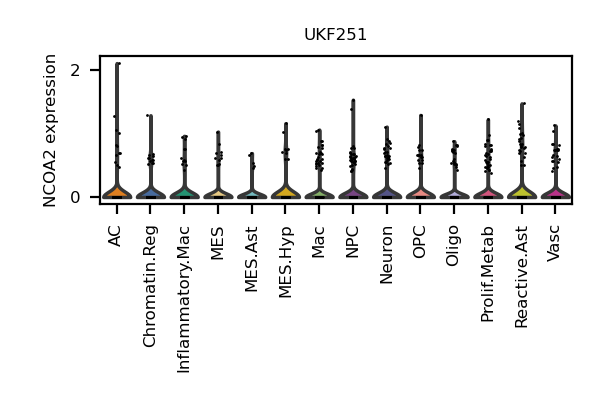 UKF251
NCOA2 expression
2
0
AC
Chromatin.Reg
Inflammatory.Mac
MES
MES.Ast
MES.Hyp
Mac
NPC
Neuron
OPC
Oligo
Prolif.Metab
Reactive.Ast
Vasc